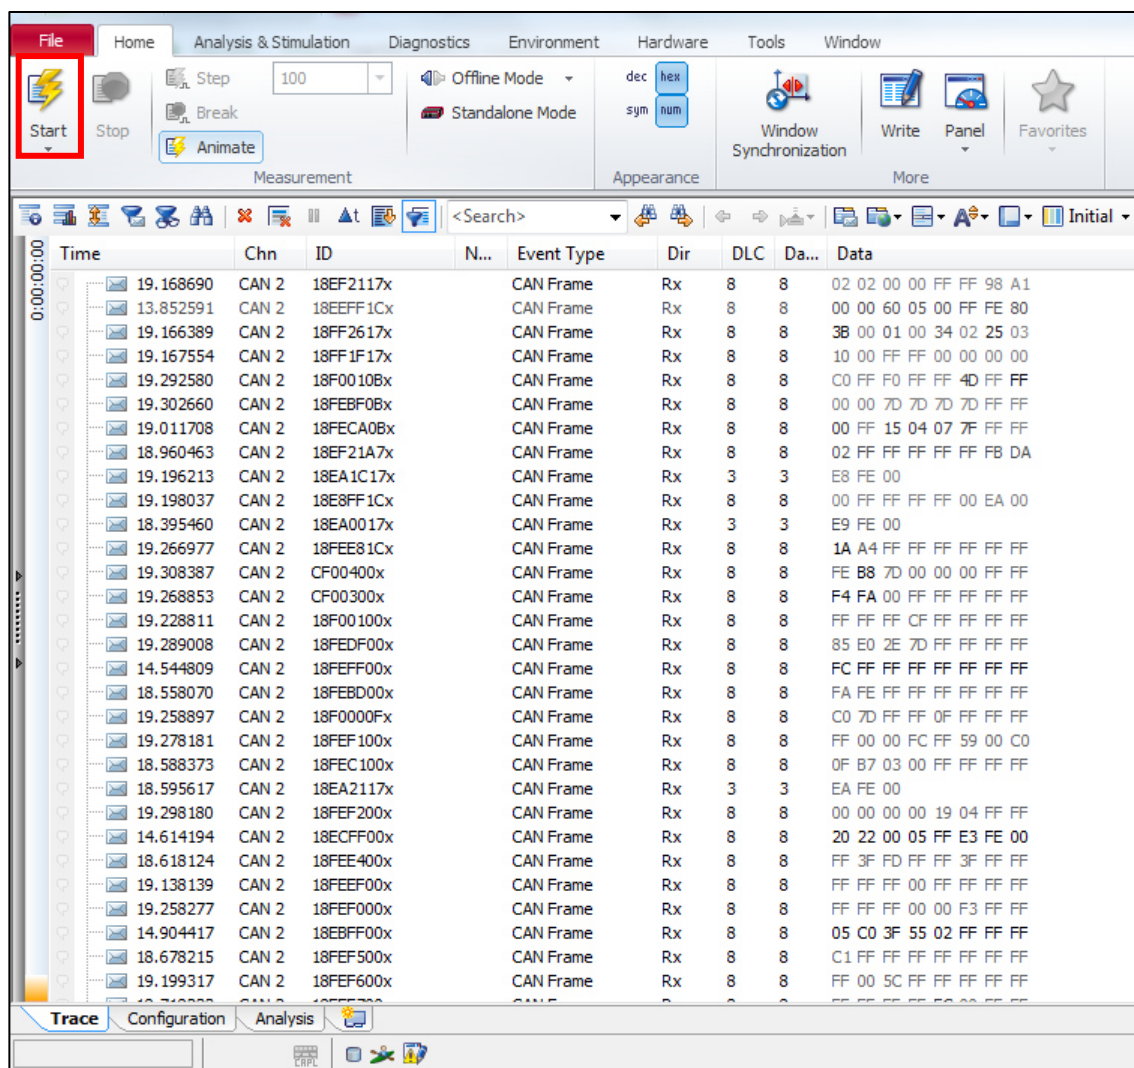 File Home Analysis & Stimulation Diagnostics Environment Hardware Tools Window
Step 100 Offline Mode dec hex
Break Standalone Mode sym num
Start Stop Animate Window Synchronization Write Panel Favorites
Measurement Appearance More
<Search> Initial
0:00:00:00
Time Chn ID N... Event Type Dir DLC Da... Data
19.168690 CAN 2 18EF2117x CAN Frame Rx 8 8 02 02 00 00 FF FF 98 A1
13.852591 CAN 2 18EEFF1Cx CAN Frame Rx 8 8 00 00 60 05 00 FF FE 80
19.166389 CAN 2 18FF2617x CAN Frame Rx 8 8 3B 00 01 00 34 02 25 03
19.167554 CAN 2 18FF1F17x CAN Frame Rx 8 8 10 00 FF FF 00 00 00 00
19.292580 CAN 2 18F0010Bx CAN Frame Rx 8 8 C0 FF F0 FF FF 4D FF FF
19.302660 CAN 2 18FEBF0Bx CAN Frame Rx 8 8 00 00 7D 7D 7D 7D FF FF
19.011708 CAN 2 18FECA0Bx CAN Frame Rx 8 8 00 FF 15 04 07 7F FF FF
18.960463 CAN 2 18EF21A7x CAN Frame Rx 8 8 02 FF FF FF FF FF FB DA
19.196213 CAN 2 18EA1C17x CAN Frame Rx 3 3 E8 FE 00
19.198037 CAN 2 18E8FF1Cx CAN Frame Rx 8 8 00 FF FF FF FF 00 EA 00
18.395460 CAN 2 18EA0017x CAN Frame Rx 3 3 E9 FE 00
19.266977 CAN 2 18FEE81Cx CAN Frame Rx 8 8 1A A4 FF FF FF FF FF FF
19.308387 CAN 2 CF00400x CAN Frame Rx 8 8 FE B8 7D 00 00 00 FF FF
19.268853 CAN 2 CF00300x CAN Frame Rx 8 8 F4 FA 00 FF FF FF FF FF
19.228811 CAN 2 18F00100x CAN Frame Rx 8 8 FF FF FF CF FF FF FF FF
19.289008 CAN 2 18FEDF00x CAN Frame Rx 8 8 85 E0 2E 7D FF FF FF FF
14.544809 CAN 2 18FEFF00x CAN Frame Rx 8 8 FC FF FF FF FF FF FF FF
18.558070 CAN 2 18FEBD00x CAN Frame Rx 8 8 FA FE FF FF FF FF FF FF
19.258897 CAN 2 18F0000Fx CAN Frame Rx 8 8 C0 7D FF FF 0F FF FF FF
19.278181 CAN 2 18FEF100x CAN Frame Rx 8 8 FF 00 00 FC FF 59 00 C0
18.588373 CAN 2 18FEC100x CAN Frame Rx 8 8 0F B7 03 00 FF FF FF FF
18.595617 CAN 2 18EA2117x CAN Frame Rx 3 3 EA FE 00
19.298180 CAN 2 18FEF200x CAN Frame Rx 8 8 00 00 00 00 19 04 FF FF
14.614194 CAN 2 18ECFF00x CAN Frame Rx 8 8 20 22 00 05 FF E3 FE 00
18.618124 CAN 2 18FEE400x CAN Frame Rx 8 8 FF 3F FD FF FF 3F FF FF
19.138139 CAN 2 18FEEF00x CAN Frame Rx 8 8 FF FF FF 00 FF FF FF FF
19.258277 CAN 2 18FEF000x CAN Frame Rx 8 8 FF FF FF 00 00 F3 FF FF
14.904417 CAN 2 18EBFF00x CAN Frame Rx 8 8 05 C0 3F 55 02 FF FF FF
18.678215 CAN 2 18FEF500x CAN Frame Rx 8 8 C1 FF FF FF FF FF FF FF
19.199317 CAN 2 18FEF600x CAN Frame Rx 8 8 FF 00 5C FF FF FF FF FF
Trace Configuration Analysis
CAPL